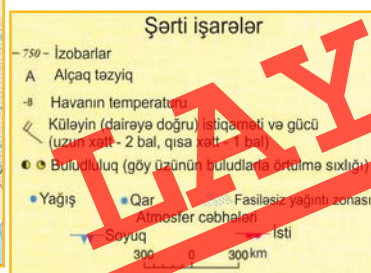 Şərti işarələr
- 750 - İzobarlar
A Alçaq təzyiq
-8 Havanın temperaturu
Küləyin (dairəyə doğru) istiqaməti və gücü
(uzun xətt - 2 bal, qısa xətt - 1 bal)
Buludluluq (göy üzünün buludlarla örtülmə sıxlığı)
Yağış Qar Fasiləsiz yağıntı zonası
Atmosfer cəbhələri
Soyuq İsti
300 0 300 km
LAY